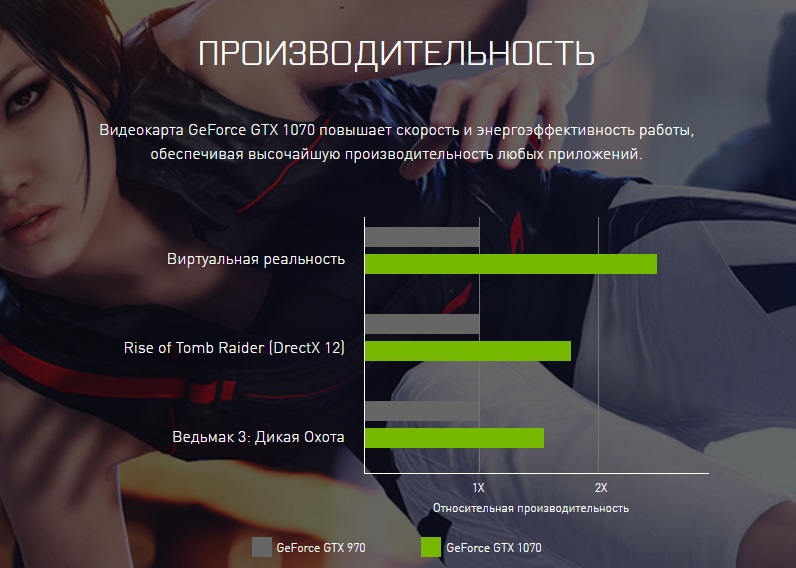 ПРОИЗВОДИТЕЛЬНОСТЬ
Видеокарта GeForce GTX 1070 повышает скорость и энергоэффективность работы,
обеспечивая высочайшую производительность любых приложений.
Виртуальная реальность
Rise of Tomb Raider (DrectX 12)
Ведьмак 3: Дикая Охота
1X 2X
Относительная производительность
GeForce GTX 970 GeForce GTX 1070